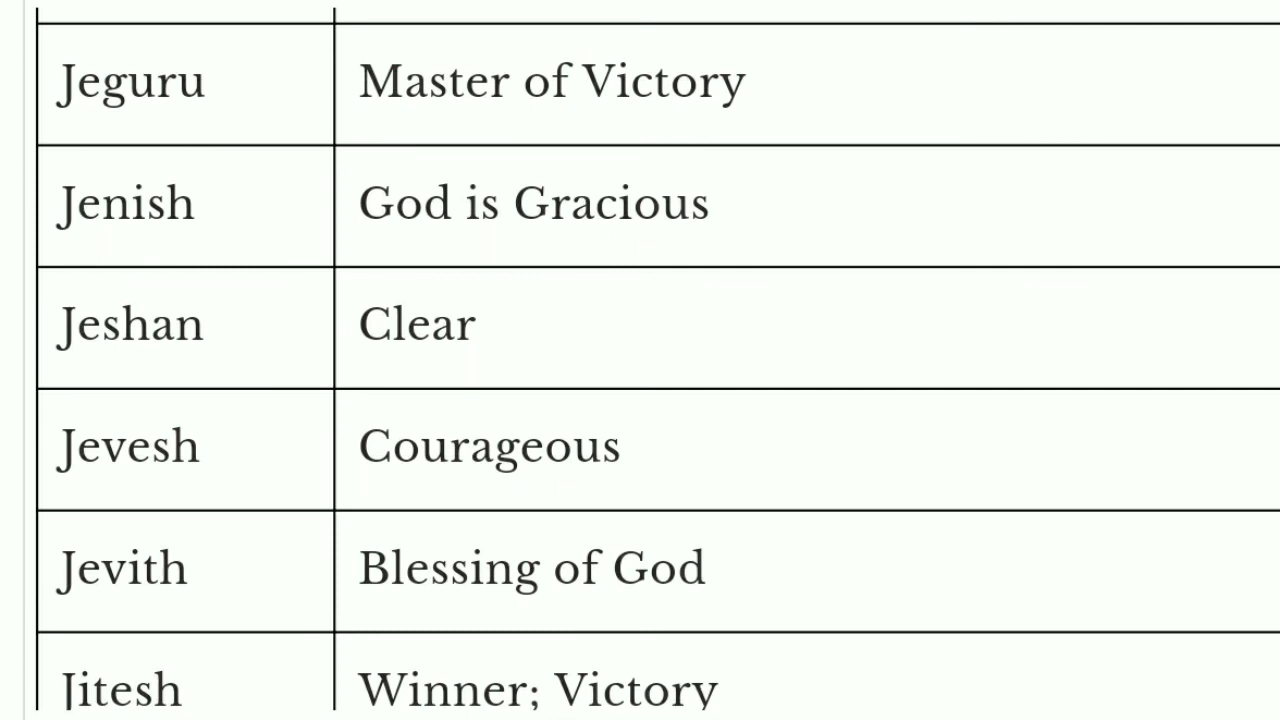 Jeguru Master of Victory
Jenish God is Gracious
Jeshan Clear
Jevesh Courageous
Jevith Blessing of God
Jitesh Winner; Victory